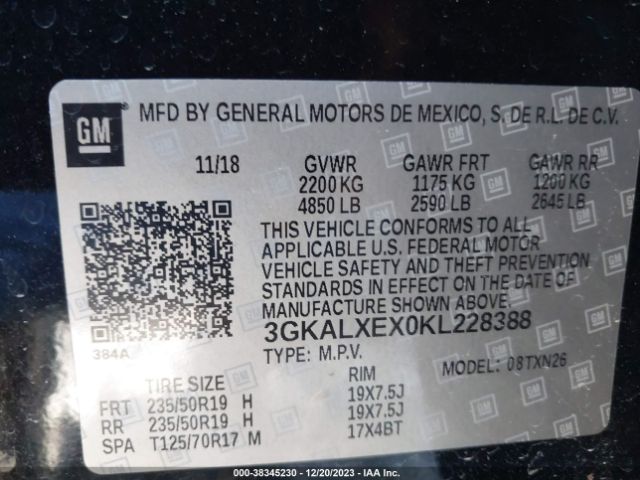 GM
MFD BY GENERAL MOTORS DE MEXICO, S. DE R.L. DE C.V.
11/18 GVWR GAWR FRT GAWR RR
2200 KG 1175 KG 1200 KG
4850 LB 2590 LB 2645 LB
THIS VEHICLE CONFORMS TO ALL
APPLICABLE U.S. FEDERAL MOTOR
VEHICLE SAFETY AND THEFT PREVENTION
STANDARDS IN EFFECT ON THE DATE OF
MANUFACTURE SHOWN ABOVE.
3GKALXEX0KL228388
384A
TYPE: M.P.V. MODEL: 08TXN26
TIRE SIZE RIM
FRT 235/50R19 H 19X7.5J
RR 235/50R19 H 19X7.5J
SPA T125/70R17 M 17X4BT
000-38345230 - 12/20/2023 - IAA Inc.